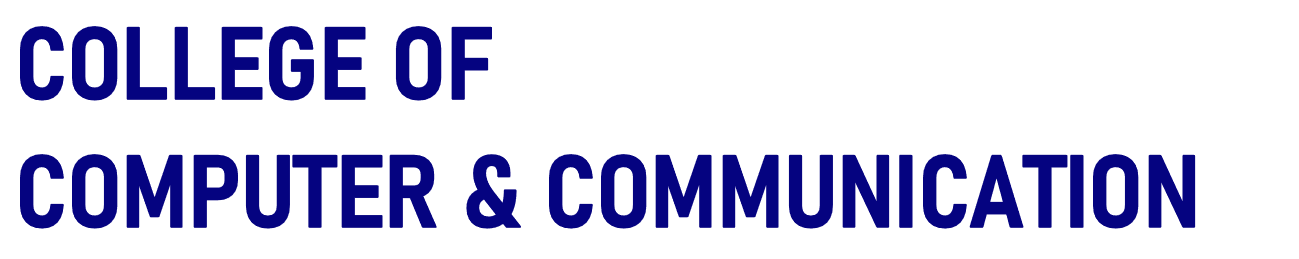 COLLEGE OF
COMPUTER & COMMUNICATION